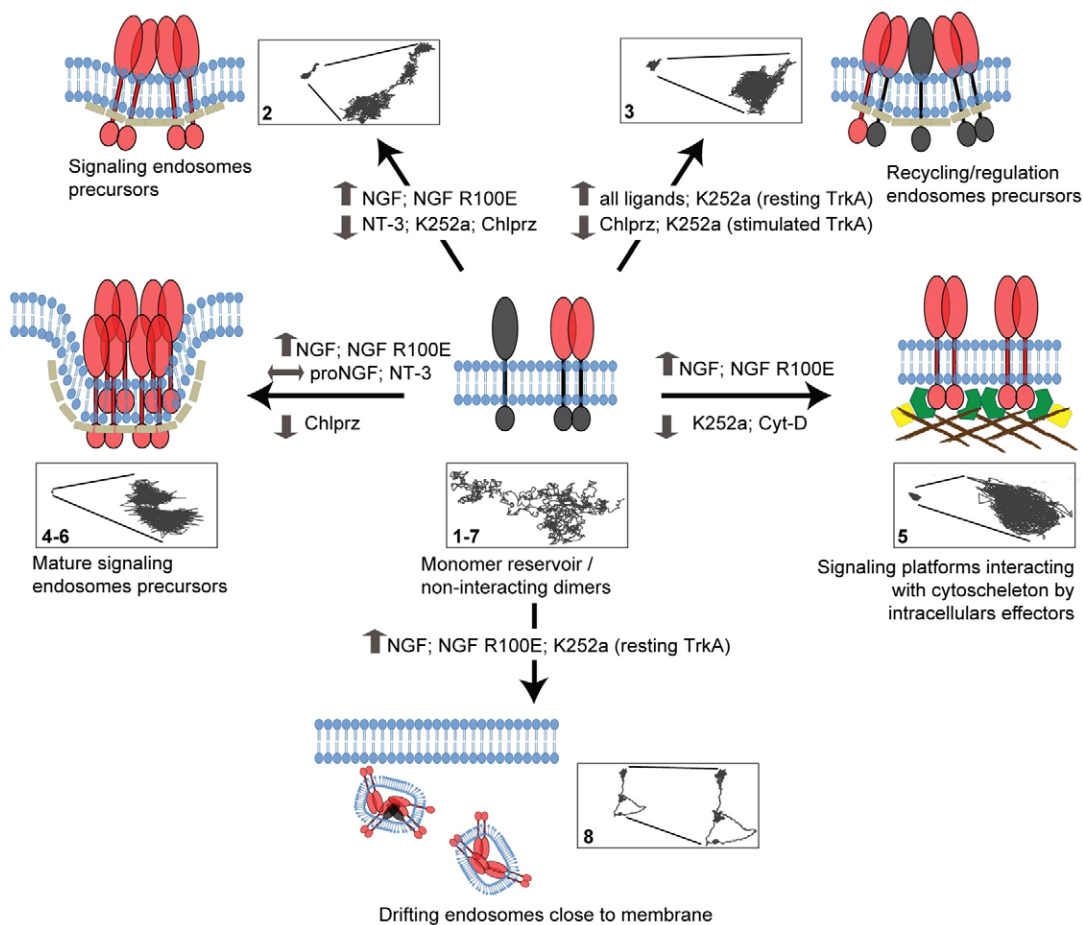 2
3
Signaling endosomes
precursors
Recycling/regulation
endosomes precursors
NGF; NGF R100E
NT-3; K252a; Chlprz
all ligands; K252a (resting TrkA)
Chlprz; K252a (stimulated TrkA)
NGF; NGF R100E
proNGF; NT-3
Chlprz
NGF; NGF R100E
K252a; Cyt-D
4-6
Mature signaling
endosomes precursors
1-7
Monomer reservoir /
non-interacting dimers
5
Signaling platforms interacting
with cytoscheleton by
intracellulars effectors
NGF; NGF R100E; K252a (resting TrkA)
8
Drifting endosomes close to membrane